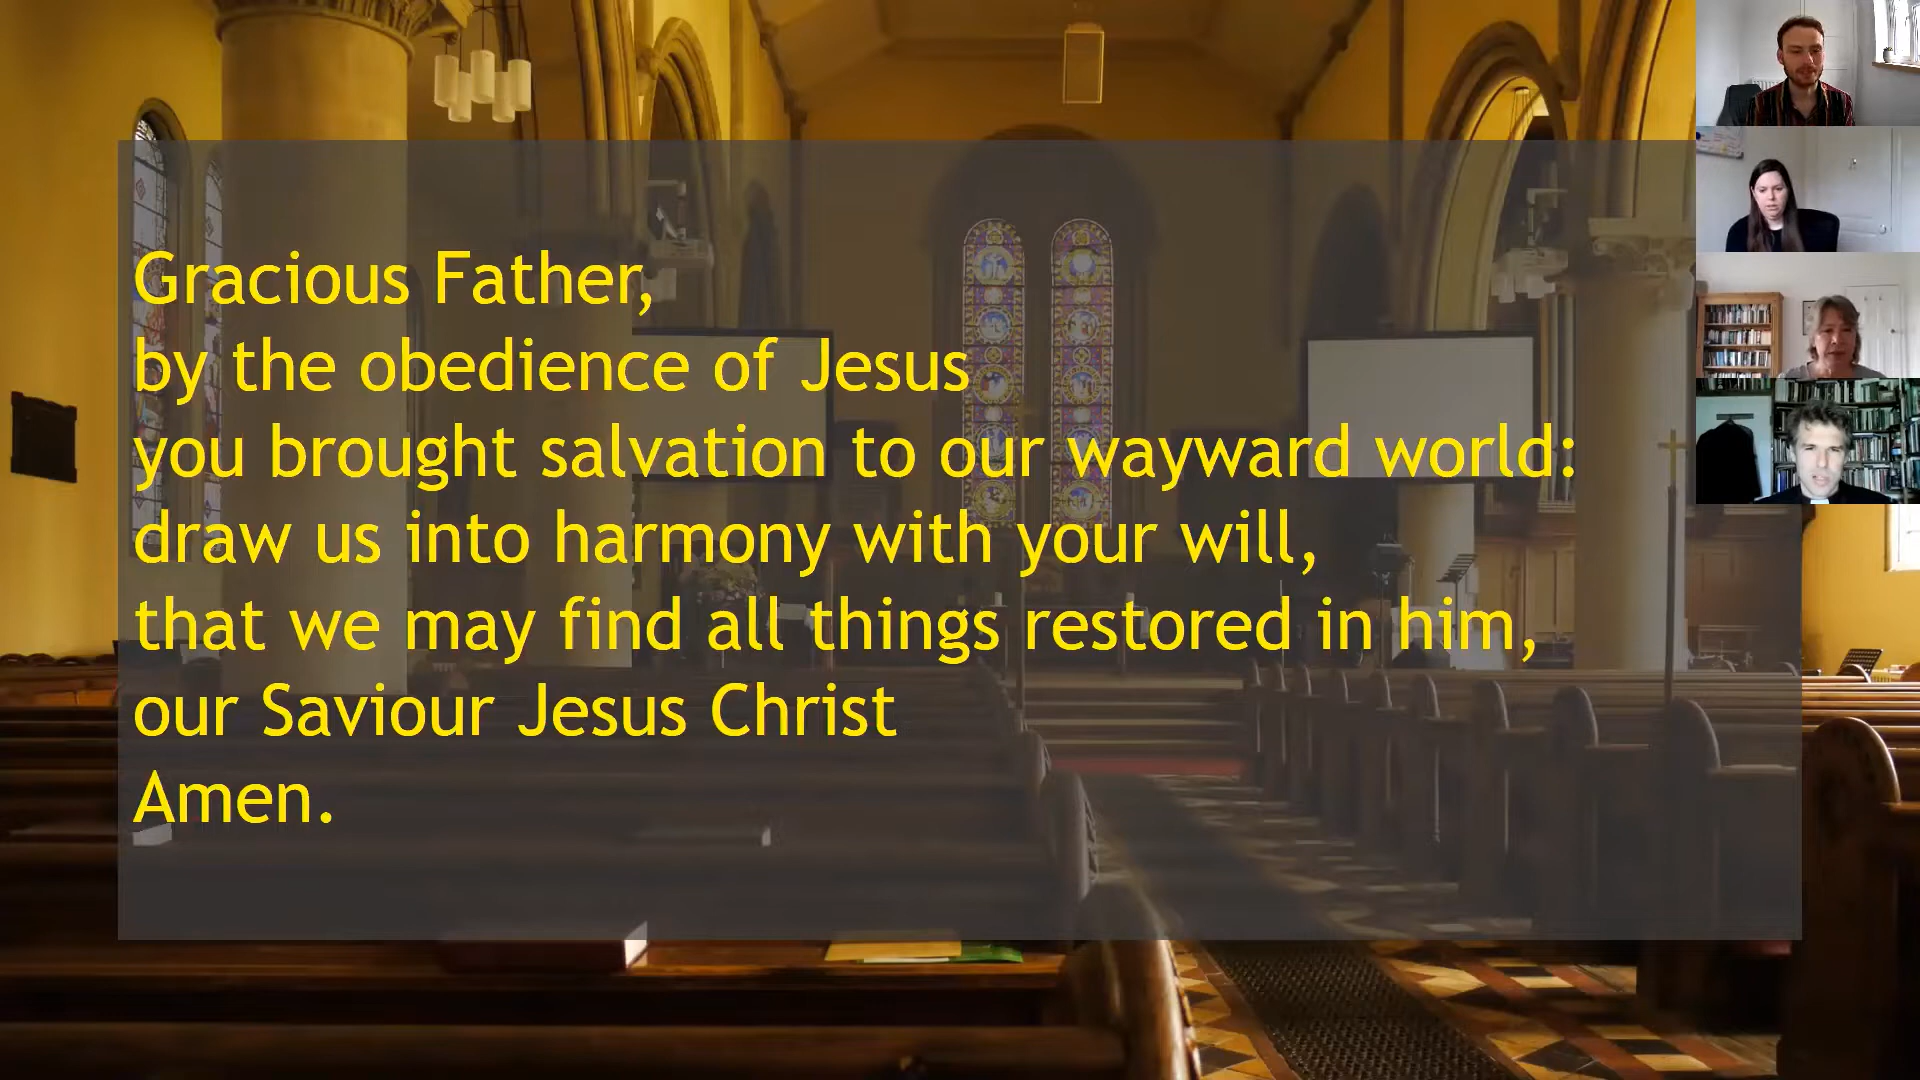 Gracious Father,
by the obedience of Jesus
you brought salvation to our wayward world:
draw us into harmony with your will,
that we may find all things restored in him,
our Saviour Jesus Christ
Amen.